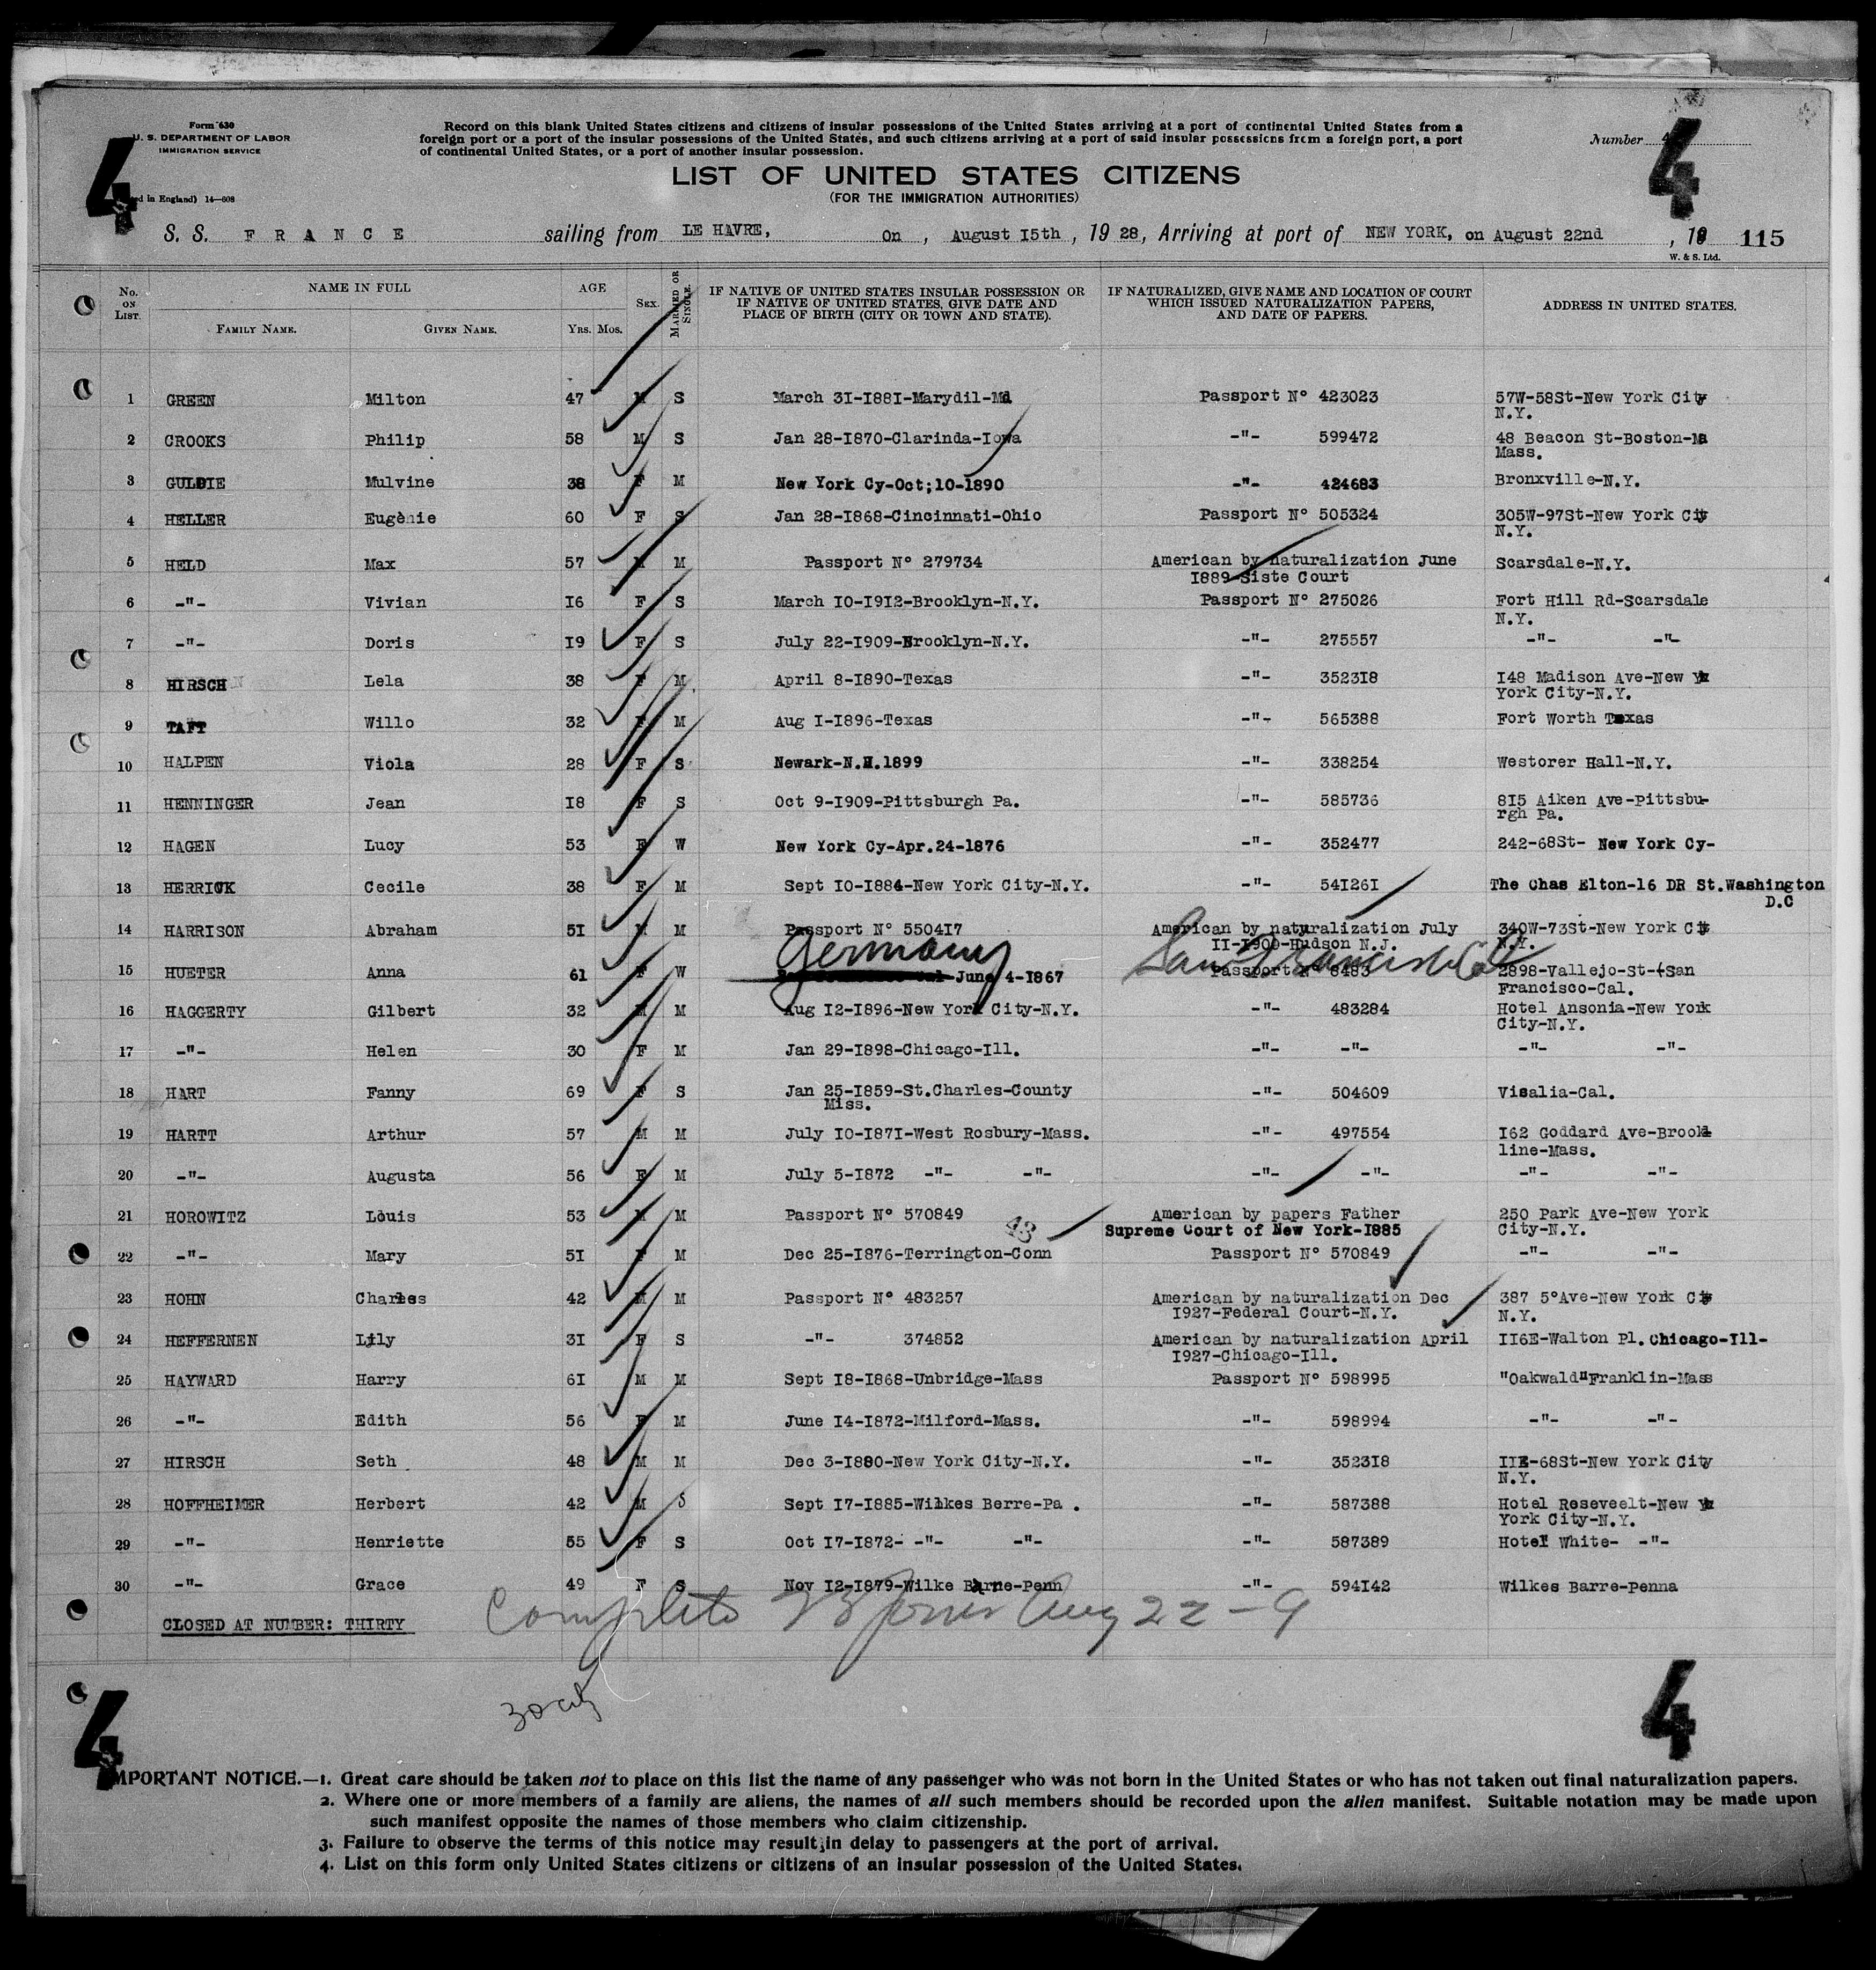 Form 630
U. S. DEPARTMENT OF LABOR
IMMIGRATION SERVICE
ed in England) 14—608
Record on this blank United States citizens and citizens of insular possessions of the United States arriving at a port of continental United States from a
foreign port or a port of the insular possessions of the United States, and such citizens arriving at a port of said insular possessions from a foreign port, a port
of continental United States, or a port of another insular possession.
Number 4
4 4
LIST OF UNITED STATES CITIZENS
(FOR THE IMMIGRATION AUTHORITIES)
S. S. FRANCE sailing from LE HAVRE, On, August 15th, 1928, Arriving at port of NEW YORK, on August 22nd, 19 115
W. & S. Ltd.
No. ON LIST. NAME IN FULL FAMILY NAME. GIVEN NAME. AGE YRS. MOS. SEX. MARRIED OR SINGLE. IF NATIVE OF UNITED STATES INSULAR POSSESSION OR IF NATIVE OF UNITED STATES, GIVE DATE AND PLACE OF BIRTH (CITY OR TOWN AND STATE). IF NATURALIZED, GIVE NAME AND LOCATION OF COURT WHICH ISSUED NATURALIZATION PAPERS, AND DATE OF PAPERS. ADDRESS IN UNITED STATES.
1 GREEN Milton 47 M S March 31-1881-Marydil-Md Passport N° 423023 57W-58St-New York City
N.Y.
2 CROOKS Philip 58 M S Jan 28-1870-Clarinda-Iowa -"- 599472 48 Beacon St-Boston-Ma
Mass.
3 GULDIE Mulvine 38 F M New York Cy-Oct;10-1890 -"- 424683 Bronxville-N.Y.
4 HELLER Eugènie 60 F S Jan 28-1868-Cincinnati-Ohio Passport N° 505324 305W-97St-New York City
N.Y.
5 HELD Max 57 M M Passport N° 279734 American by naturalization June Scarsdale-N.Y.
1889-Siste Court
6 -"- Vivian 16 F S March 10-1912-Brooklyn-N.Y. Passport N° 275026 Fort Hill Rd-Scarsdale
N.Y.
7 -"- Doris 19 F S July 22-1909-Brooklyn-N.Y. -"- 275557 -"- -"-
8 HIRSCH Lela 38 F M April 8-1890-Texas -"- 352318 148 Madison Ave-New Y
York City-N.Y.
9 TAFT Willo 32 F M Aug 1-1896-Texas -"- 565388 Fort Worth Texas
10 HALPEN Viola 28 F S Newark-N.H.1899 -"- 338254 Westorer Hall-N.Y.
11 HENNINGER Jean 18 F S Oct 9-1909-Pittsburgh Pa. -"- 585736 815 Aiken Ave-Pittsbu-
rgh Pa.
12 HAGEN Lucy 53 F W New York Cy-Apr.24-1876 -"- 352477 242-68St- New York Cy-
13 HERRICK Cecile 38 F M Sept 10-1884-New York City-N.Y. -"- 541261 The Chas Elton-16 DR St.Washington
D.C
14 HARRISON Abraham 51 M M Passport N° 550417 American by naturalization July 340W-73St-New York City
11-1900-Hudson N.J. N.Y.
Germany San Francisco Cal
15 HUETER Anna 61 F W June 4-1867 Passport N° 8483 2898-Vallejo-St-(San
Francisco-Cal.
16 HAGGERTY Gilbert 32 M M Aug 12-1896-New York City-N.Y. -"- 483284 Hotel Ansonia-New York
City-N.Y.
17 -"- Helen 30 F M Jan 29-1898-Chicago-Ill. -"- -"- -"- -"-
18 HART Fanny 69 F S Jan 25-1859-St.Charles-County -"- 504609 Visalia-Cal.
Miss.
19 HARTT Arthur 57 M M July 10-1871-West Rosbury-Mass. -"- 497554 162 Goddard Ave-Brook
line-Mass.
20 -"- Augusta 56 F M July 5-1872 -"- -"- -"- -"- -"- -"-
21 HOROWITZ Louis 53 M M Passport N° 570849 American by papers Father 250 Park Ave-New York
43 Supreme Court of New York-1885 City-N.Y.
22 -"- Mary 51 F M Dec 25-1876-Terrington-Conn Passport N° 570849 -"- -"-
23 HOHN Charles 42 M M Passport N° 483257 American by naturalization Dec 387 5°Ave-New York City
1927-Federal Court-N.Y. N.Y.
24 HEFFERNEN Lily 31 F S -"- 374852 American by naturalization April 116E-Walton Pl.Chicago-Ill-
1927-Chicago-Ill.
25 HAYWARD Harry 61 M M Sept 18-1868-Unbridge-Mass Passport N° 598995 "Oakwald"Franklin-Mass
26 -"- Edith 56 F M June 14-1872-Milford-Mass. -"- 598994 -"- -"-
27 HIRSCH Seth 48 M M Dec 3-1880-New York City-N.Y. -"- 352318 11E-68St-New York City
N.Y.
28 HOFFHEIMER Herbert 42 M S Sept 17-1885-Wilkes Berre-Pa . -"- 587388 Hotel Reseveelt-New Y
York City-N.Y.
29 -"- Henriette 55 F S Oct 17-1872- -"- -"- -"- 587389 Hotel White- -"-
30 -"- Grace 49 F S Nov 12-1879-Wilke Barne-Penn -"- 594142 Wilkes Barre-Penna
CLOSED AT NUMBER: THIRTY Complete Aug 22 - 9
30
4 4
IMPORTANT NOTICE.—1. Great care should be taken not to place on this list the name of any passenger who was not born in the United States or who has not taken out final naturalization papers.
2. Where one or more members of a family are aliens, the names of all such members should be recorded upon the alien manifest. Suitable notation may be made upon
such manifest opposite the names of those members who claim citizenship.
3. Failure to observe the terms of this notice may result in delay to passengers at the port of arrival.
4. List on this form only United States citizens or citizens of an insular possession of the United States.